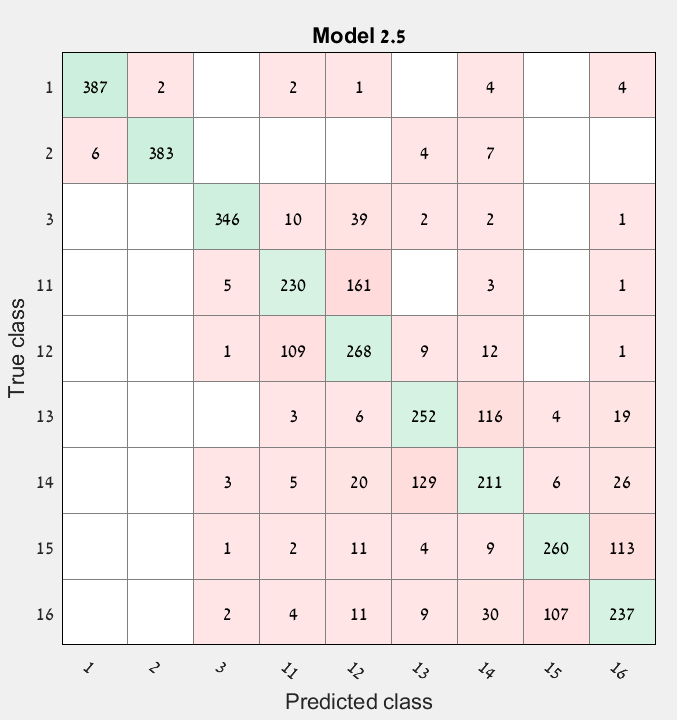 Model 2.5
1 387 2 2 1 4 4
2 6 383 4 7
3 346 10 39 2 2 1
11 5 230 161 3 1
12 1 109 268 9 12 1
13 3 6 252 116 4 19
14 3 5 20 129 211 6 26
15 1 2 11 4 9 260 113
16 2 4 11 9 30 107 237
1 2 3 11 12 13 14 15 16
True class
Predicted class